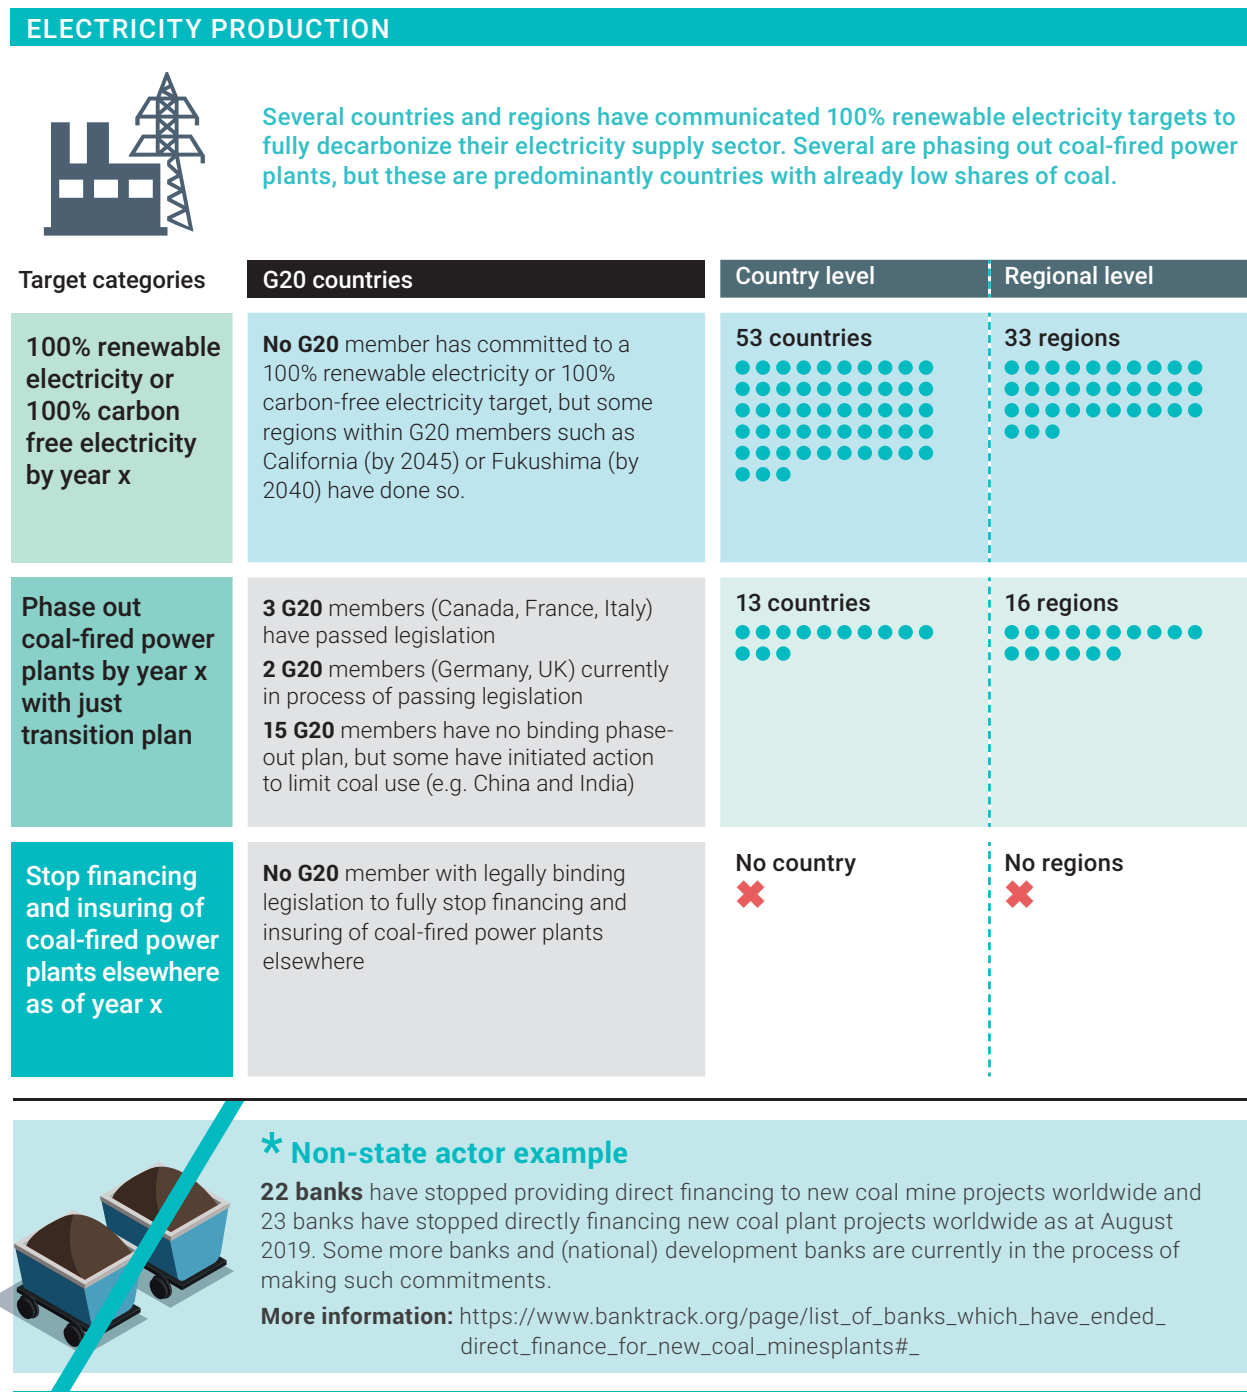 ELECTRICITY PRODUCTION
Several countries and regions have communicated 100% renewable electricity targets to
fully decarbonize their electricity supply sector. Several are phasing out coal-fired power
plants, but these are predominantly countries with already low shares of coal.
Target categories
G20 countries
Country level
Regional level
100% renewable
electricity or
100% carbon
free electricity
by year x
No G20 member has committed to a
100% renewable electricity or 100%
carbon-free electricity target, but some
regions within G20 members such as
California (by 2045) or Fukushima (by
2040) have done so.
53 countries
33 regions
Phase out
coal-fired power
plants by year x
with just
transition plan
3 G20 members (Canada, France, Italy)
have passed legislation
2 G20 members (Germany, UK) currently
in process of passing legislation
15 G20 members have no binding phase-
out plan, but some have initiated action
to limit coal use (e.g. China and India)
13 countries
16 regions
Stop financing
and insuring of
coal-fired power
plants elsewhere
as of year x
No G20 member with legally binding
legislation to fully stop financing and
insuring of coal-fired power plants
elsewhere
No country
No regions
* Non-state actor example
22 banks have stopped providing direct financing to new coal mine projects worldwide and
23 banks have stopped directly financing new coal plant projects worldwide as at August
2019. Some more banks and (national) development banks are currently in the process of
making such commitments.
More information: https://www.banktrack.org/page/list_of_banks_which_have_ended_
direct_finance_for_new_coal_minesplants#_